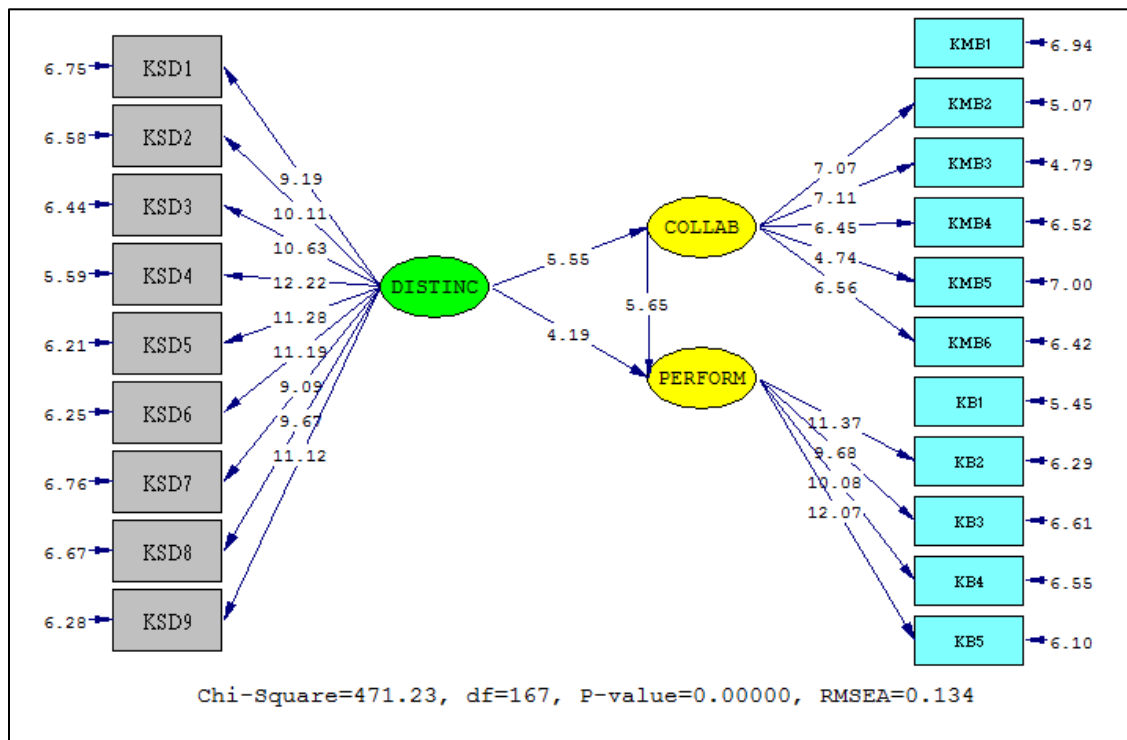 6.75 KSD1
6.58 KSD2
6.44 KSD3
5.59 KSD4
6.21 KSD5
6.25 KSD6
6.76 KSD7
6.67 KSD8
6.28 KSD9
9.19
10.11
10.63
12.22
11.28
11.19
9.09
9.67
11.12
DISTINC
5.55
4.19
5.65
COLLAB
PERFORM
7.07
7.11
6.45
4.74
6.56
11.37
9.68
10.08
12.07
KMB1 6.94
KMB2 5.07
KMB3 4.79
KMB4 6.52
KMB5 7.00
KMB6 6.42
KB1 5.45
KB2 6.29
KB3 6.61
KB4 6.55
KB5 6.10
Chi-Square=471.23, df=167, P-value=0.00000, RMSEA=0.134